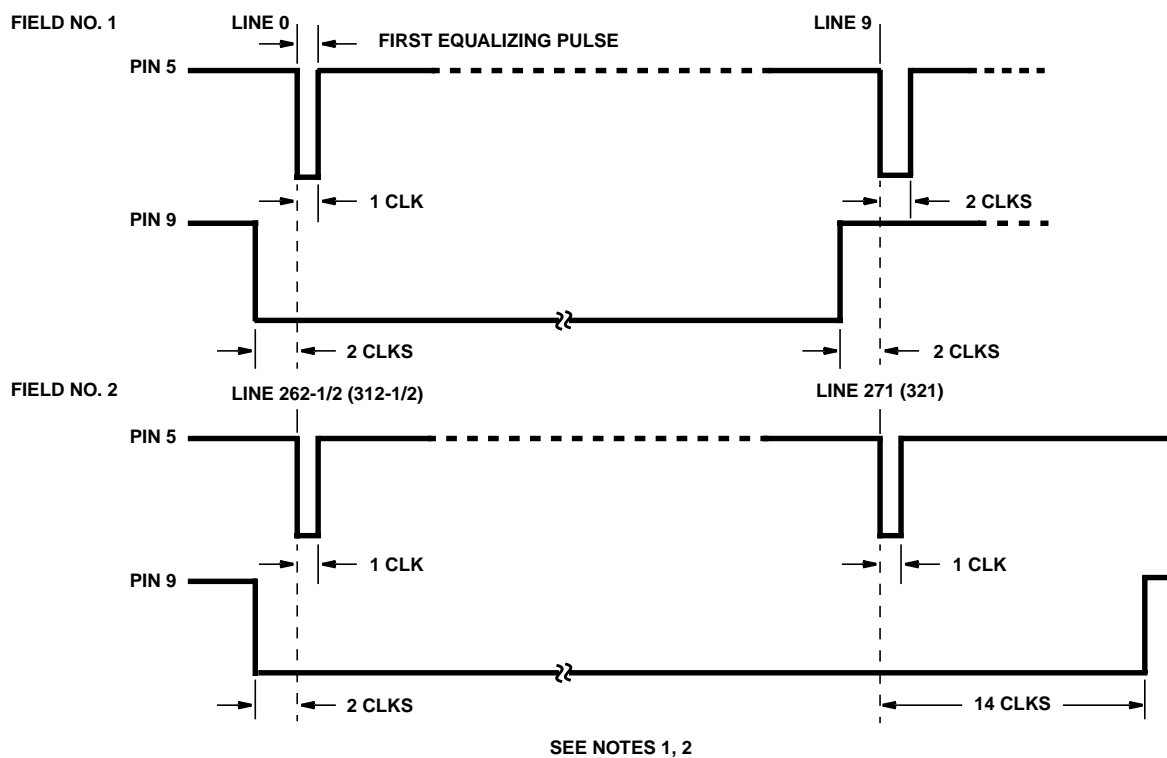 FIELD NO. 1
LINE 0
LINE 9
FIRST EQUALIZING PULSE
PIN 5
1 CLK
2 CLKS
PIN 9
2 CLKS
2 CLKS
FIELD NO. 2
LINE 262-1/2 (312-1/2)
LINE 271 (321)
PIN 5
1 CLK
1 CLK
PIN 9
2 CLKS
14 CLKS
SEE NOTES 1, 2